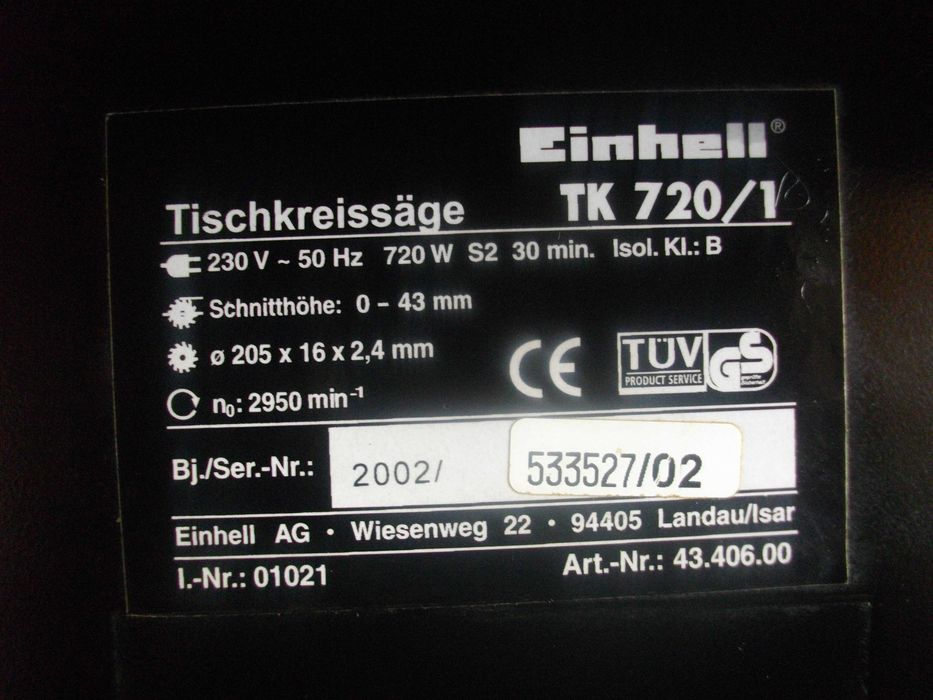 Einhell®
Tischkreissäge TK 720/1
230 V ~ 50 Hz 720 W S2 30 min. Isol. Kl.: B
Schnitthöhe: 0 – 43 mm
ø 205 x 16 x 2,4 mm
n₀: 2950 min⁻¹
CE TÜV PRODUCT SERVICE GS geprüfte Sicherheit
Bj./Ser.-Nr.: 2002/ 533527/02
Einhell AG • Wiesenweg 22 • 94405 Landau/Isar
I.-Nr.: 01021 Art.-Nr.: 43.406.00